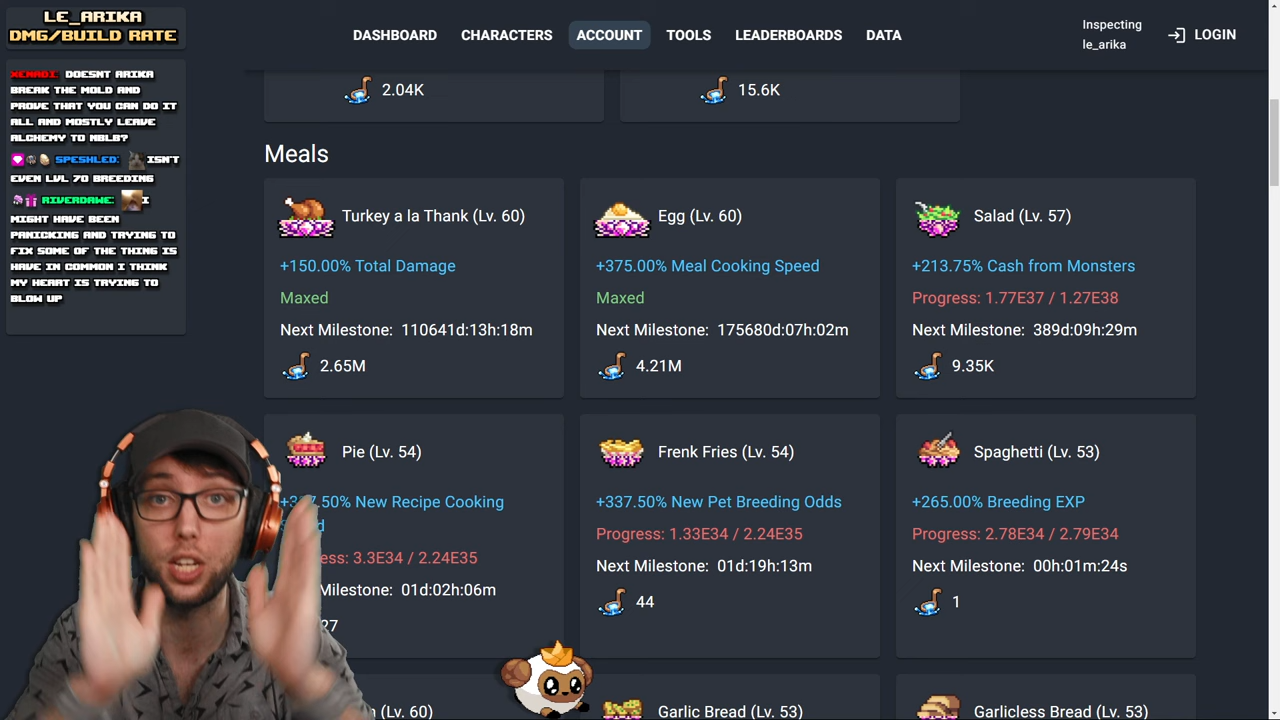 LE_ARIKA
DMG/BUILD RATE
DASHBOARD CHARACTERS ACCOUNT TOOLS LEADERBOARDS DATA
Inspecting
le_arika
LOGIN
XENAGI: DOESNT ARIKA
BREAK THE MOLD AND
PROVE THAT YOU CAN DO IT
ALL AND MOSTLY LEAVE
ALCHEMY TO NBLB?
SPESHLED: ISN'T
EVEN LVL 70 BREEDING
RIVERDAWE: I
MIGHT HAVE BEEN
PANICKING AND TRYING TO
FIX SOME OF THE THING IS
HAVE IN COMMON I THINK
MY HEART IS TRYING TO
BLOW UP
2.04K
15.6K
Meals
Turkey a la Thank (Lv. 60)
+150.00% Total Damage
Maxed
Next Milestone: 110641d:13h:18m
2.65M
Egg (Lv. 60)
+375.00% Meal Cooking Speed
Maxed
Next Milestone: 175680d:07h:02m
4.21M
Salad (Lv. 57)
+213.75% Cash from Monsters
Progress: 1.77E37 / 1.27E38
Next Milestone: 389d:09h:29m
9.35K
Pie (Lv. 54)
7.50% New Recipe Cooking
Progress: 3.3E34 / 2.24E35
Milestone: 01d:02h:06m
27
Frenk Fries (Lv. 54)
+337.50% New Pet Breeding Odds
Progress: 1.33E34 / 2.24E35
Next Milestone: 01d:19h:13m
44
Spaghetti (Lv. 53)
+265.00% Breeding EXP
Progress: 2.78E34 / 2.79E34
Next Milestone: 00h:01m:24s
1
(Lv. 60)
Garlic Bread (Lv. 53)
Garlicless Bread (Lv. 53)